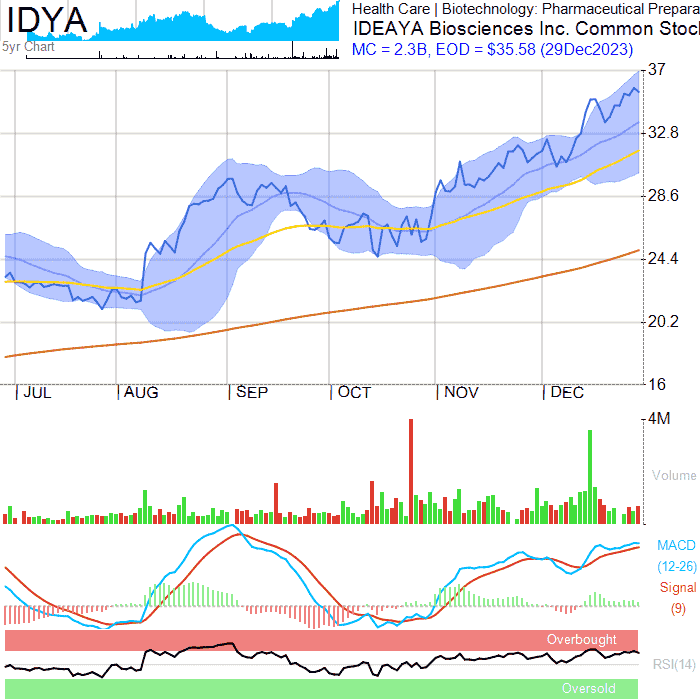 IDYA
5yr Chart
Health Care | Biotechnology: Pharmaceutical Prepara
IDEAYA Biosciences Inc. Common Stoc
MC = 2.3B, EOD = $35.58 (29Dec2023)
37
32.8
28.6
24.4
20.2
16
JUL AUG SEP OCT NOV DEC
4M
Volume
MACD
(12-26)
Signal
(9)
Overbought
RSI(14)
Oversold